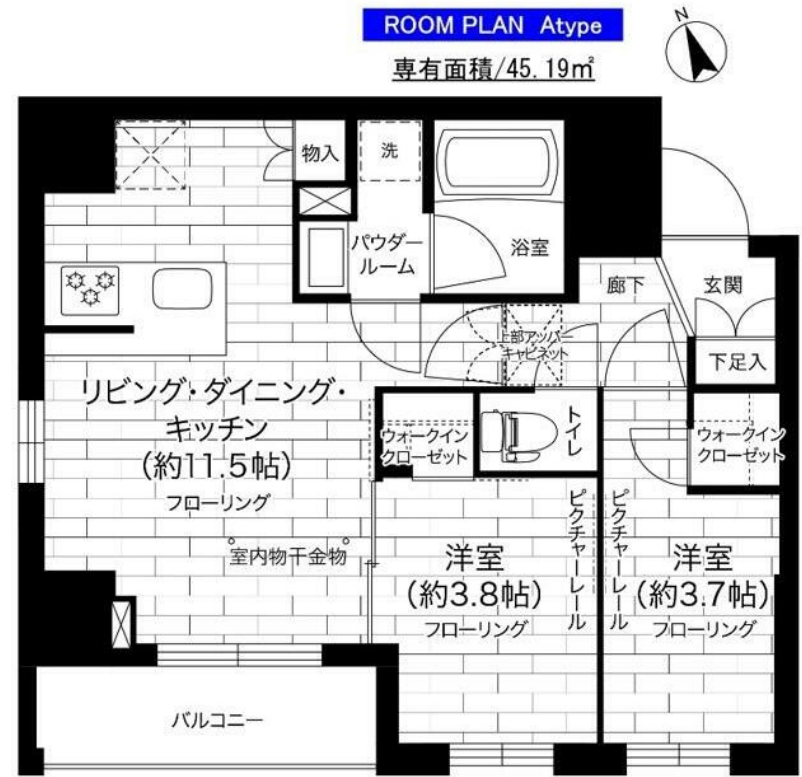 ROOM PLAN Atype
N
専有面積/45.19㎡
物入
洗
パウダー
ルーム
浴室
廊下
玄関
上部アッパー
キャビネット
下足入
リビング・ダイニング・
キッチン
(約11.5帖)
フローリング
ウォークイン
クローゼット
トイレ
ウォークイン
クローゼット
室内物干金物
洋室
(約3.8帖)
フローリング
ピクチャーレール
ピクチャーレール
洋室
(約3.7帖)
フローリング
バルコニー